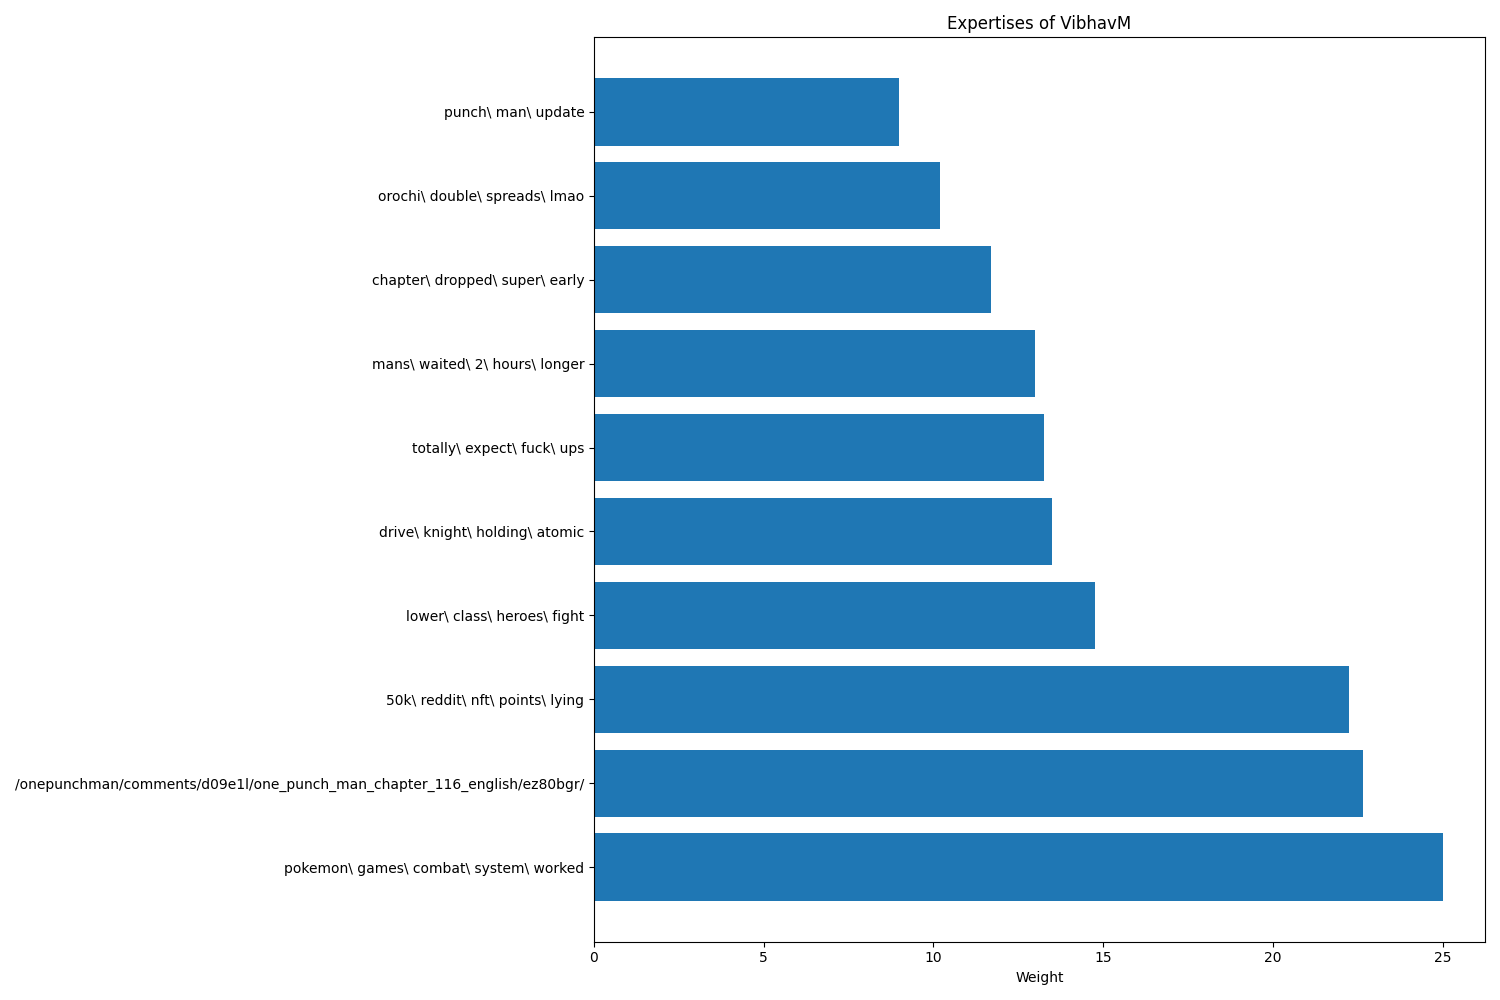 Expertises of VibhavM
punch\ man\ update
orochi\ double\ spreads\ lmao
chapter\ dropped\ super\ early
mans\ waited\ 2\ hours\ longer
totally\ expect\ fuck\ ups
drive\ knight\ holding\ atomic
lower\ class\ heroes\ fight
50k\ reddit\ nft\ points\ lying
/onepunchman/comments/d09e1l/one_punch_man_chapter_116_english/ez80bgr/
pokemon\ games\ combat\ system\ worked
0 5 10 15 20 25
Weight